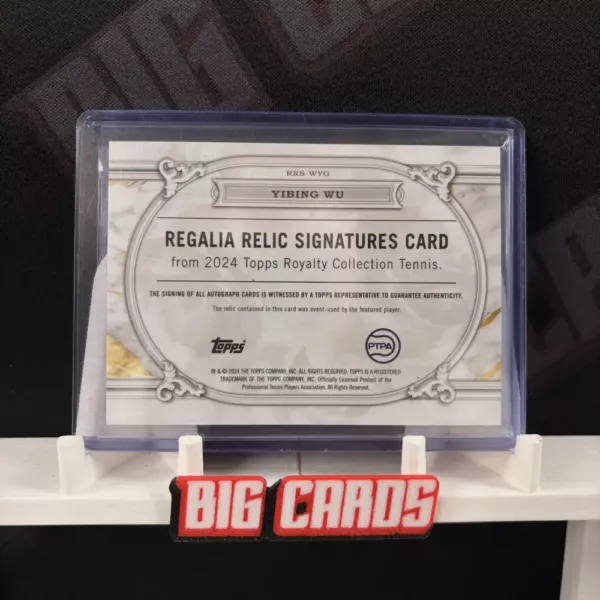 BIG CARDS
RRS-WYG
YIBING WU
REGALIA RELIC SIGNATURES CARD
from 2024 Topps Royalty Collection Tennis.
THE SIGNING OF ALL AUTOGRAPH CARDS IS WITNESSED BY A TOPPS REPRESENTATIVE TO GUARANTEE AUTHENTICITY.
The relic contained in this card was event-used by the featured player.
Topps
PTPA
® & © 2024 THE TOPPS COMPANY, INC. ALL RIGHTS RESERVED. TOPPS IS A REGISTERED
TRADEMARK OF THE TOPPS COMPANY, INC. Officially Licensed Product of the
Professional Tennis Players Association. All Rights Reserved.
BIG CARDS